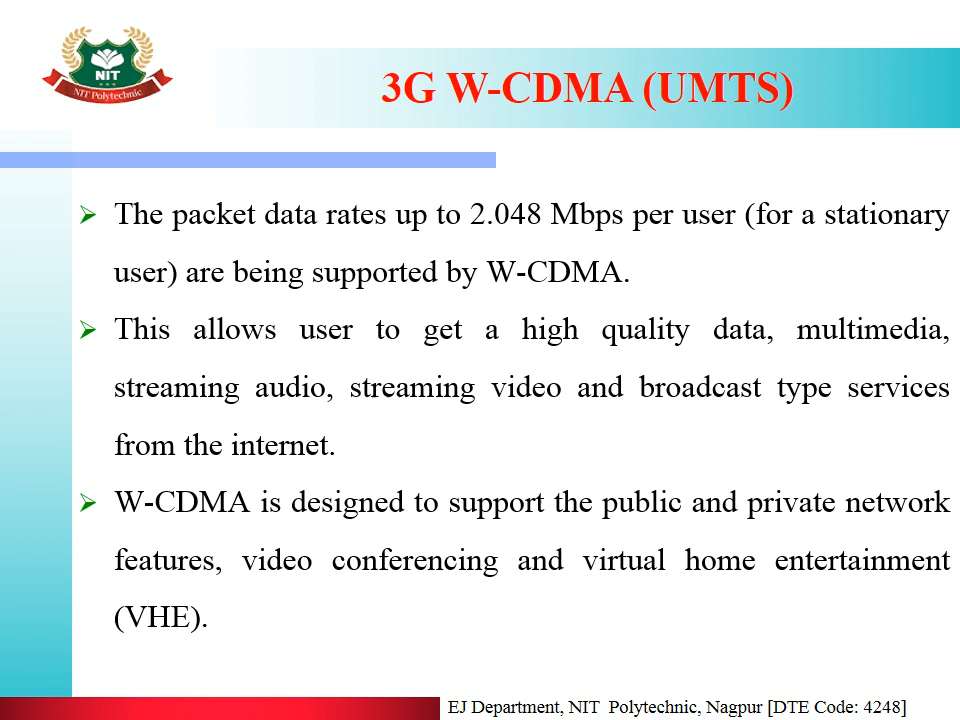 NIT
NIT Polytechnic
3G W-CDMA (UMTS)
The packet data rates up to 2.048 Mbps per user (for a stationary
user) are being supported by W-CDMA.
This allows user to get a high quality data, multimedia,
streaming audio, streaming video and broadcast type services
from the internet.
W-CDMA is designed to support the public and private network
features, video conferencing and virtual home entertainment
(VHE).
EJ Department, NIT Polytechnic, Nagpur [DTE Code: 4248]